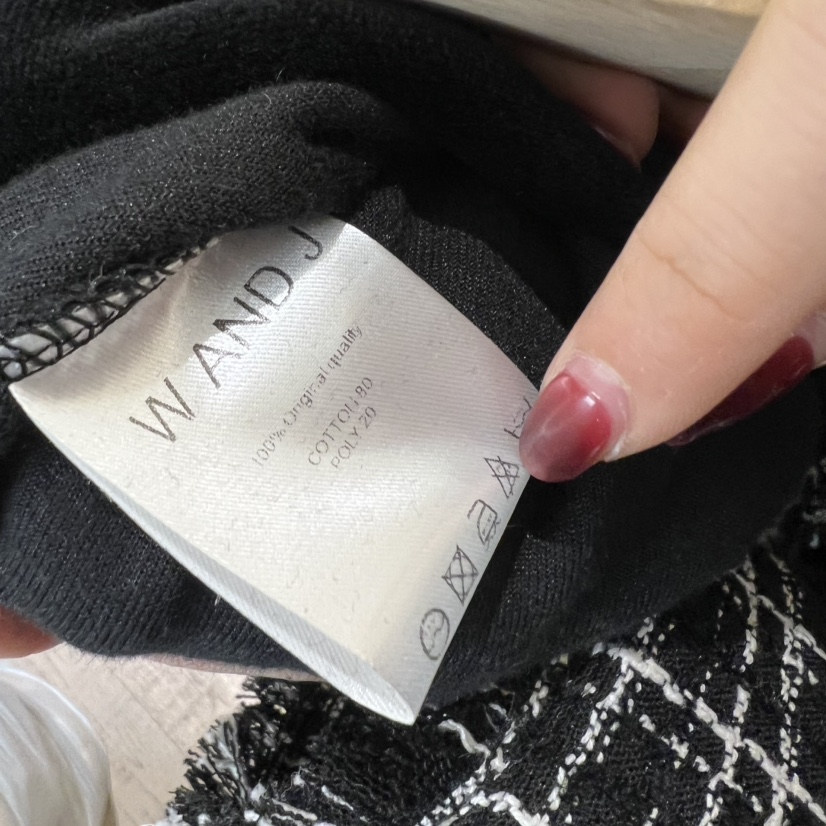 W AND J
100% Original quality
COTTON 80
POLY 20